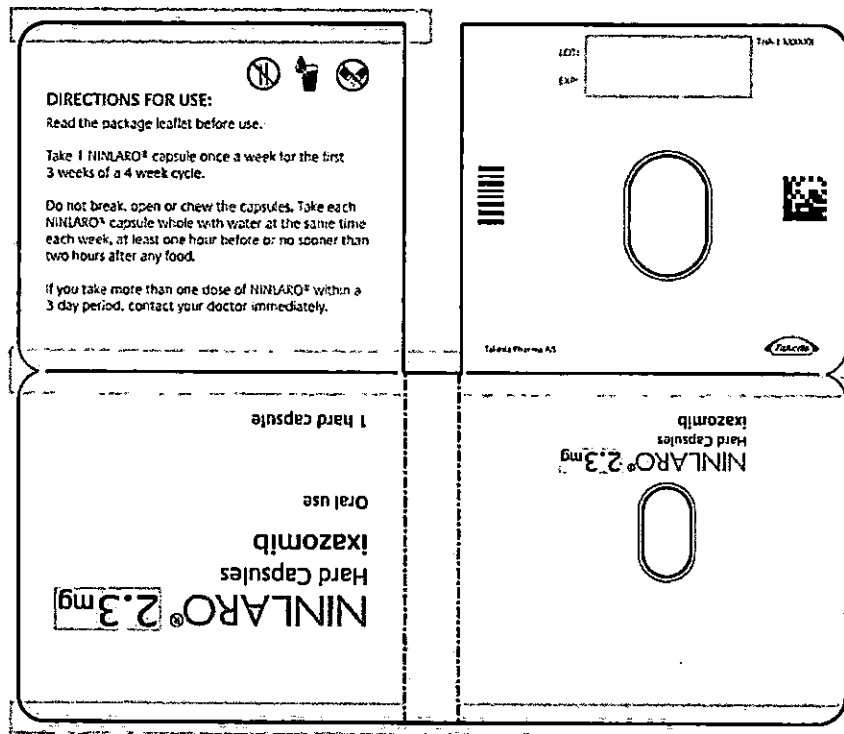 DIRECTIONS FOR USE:
Read the package leaflet before use.
Take 1 NINLARO® capsule once a week for the first
3 weeks of a 4 week cycle.
Do not break, open or chew the capsules. Take each
NINLARO® capsule whole with water at the same time
each week, at least one hour before or no sooner than
two hours after any food.
If you take more than one dose of NINLARO® within a
3 day period, contact your doctor immediately.
LOT:
EXP:
Takeda Pharma A/S
Takeda
NINLARO® 2.3 mg
Hard Capsules
ixazomib
Oral use
1 hard capsule
NINLARO® 2.3 mg
Hard Capsules
ixazomib